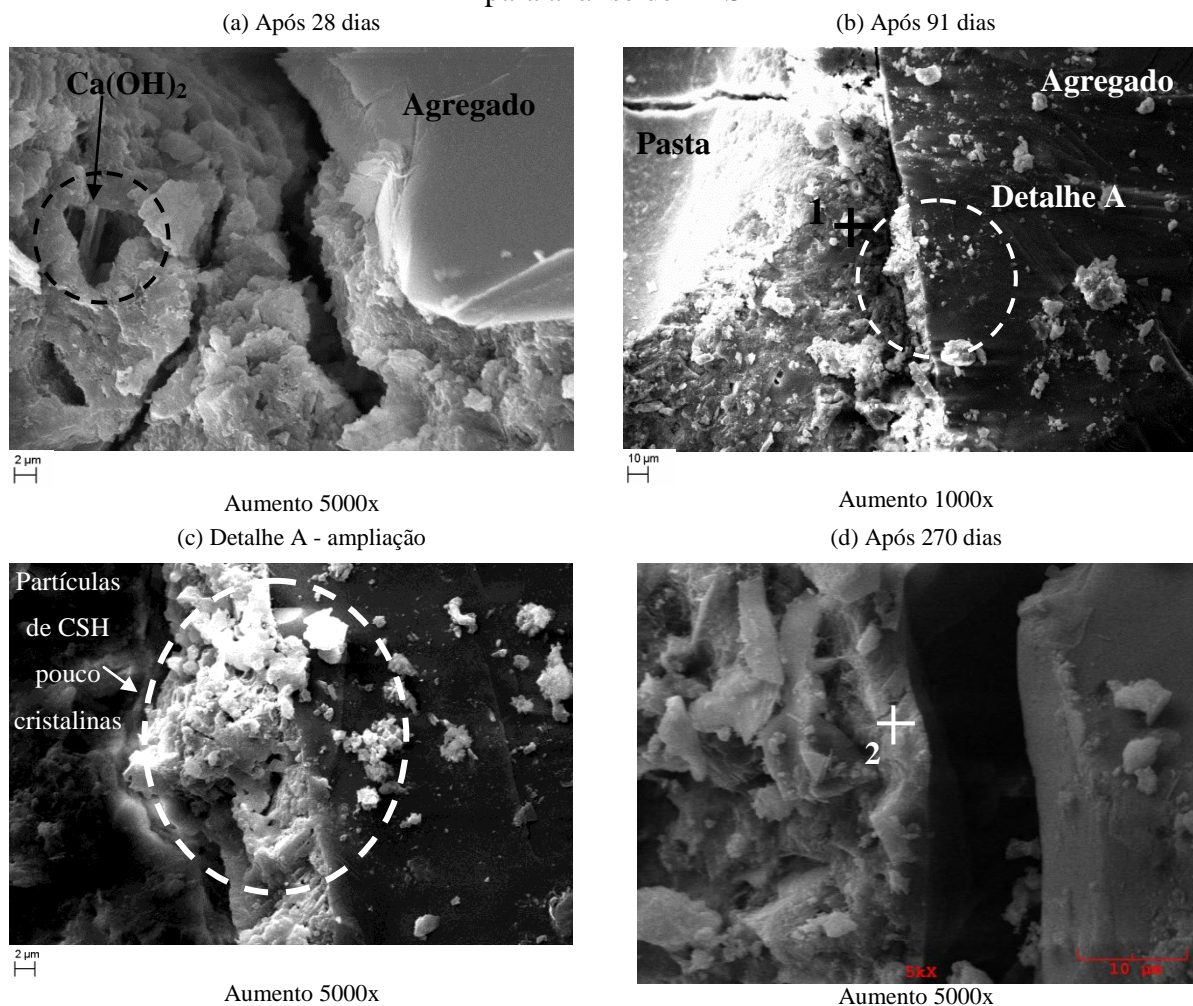 (a) Após 28 dias
(b) Após 91 dias
Ca(OH)2
Agregado
2 µm
Aumento 5000x
Pasta
Agregado
Detalhe A
1
10 µm
Aumento 1000x
(c) Detalhe A - ampliação
(d) Após 270 dias
Partículas
de CSH
pouco
cristalinas
2 µm
Aumento 5000x
2
5kX
10 µm
Aumento 5000x